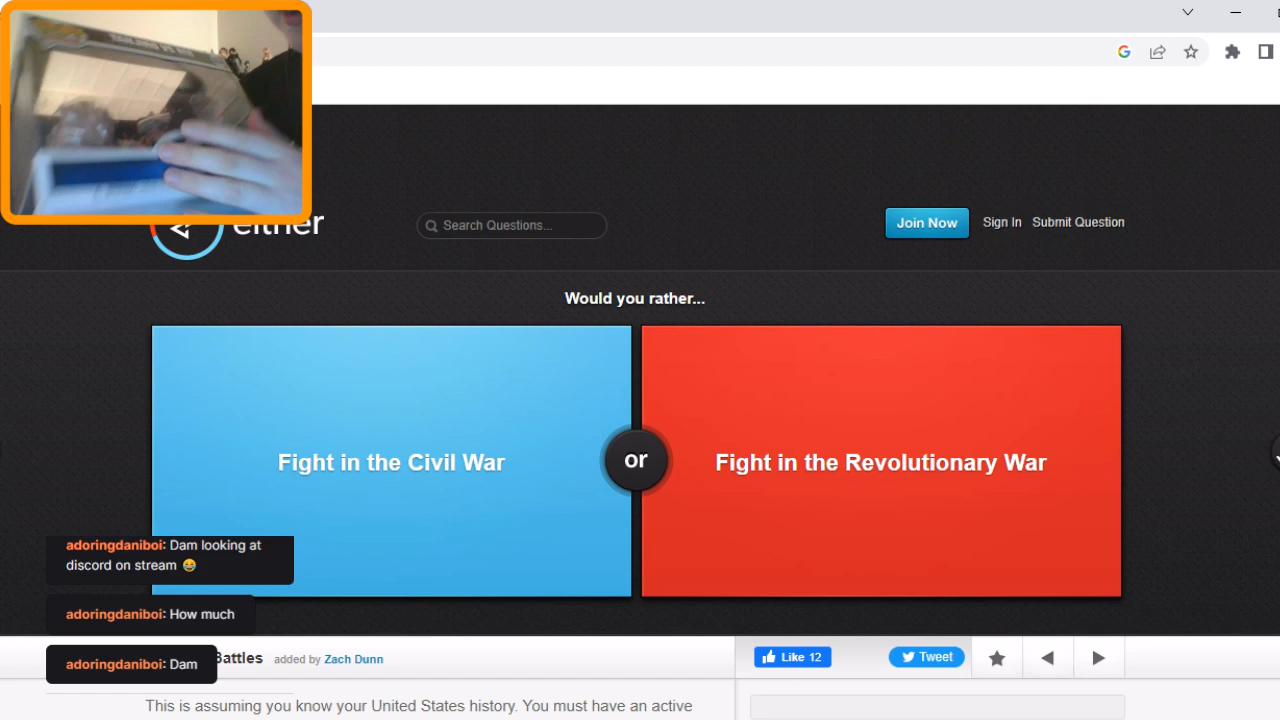 either
Search Questions...
Join Now
Sign In
Submit Question
Would you rather...
Fight in the Civil War
or
Fight in the Revolutionary War
adoringdaniboi: Dam looking at
discord on stream 😂
adoringdaniboi: How much
adoringdaniboi: Dam
Battles added by Zach Dunn
Like 12
Tweet
This is assuming you know your United States history. You must have an active